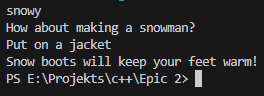 snowy
How about making a snowman?
Put on a jacket
Snow boots will keep your feet warm!
PS E:\Projekts\c++\Epic 2>